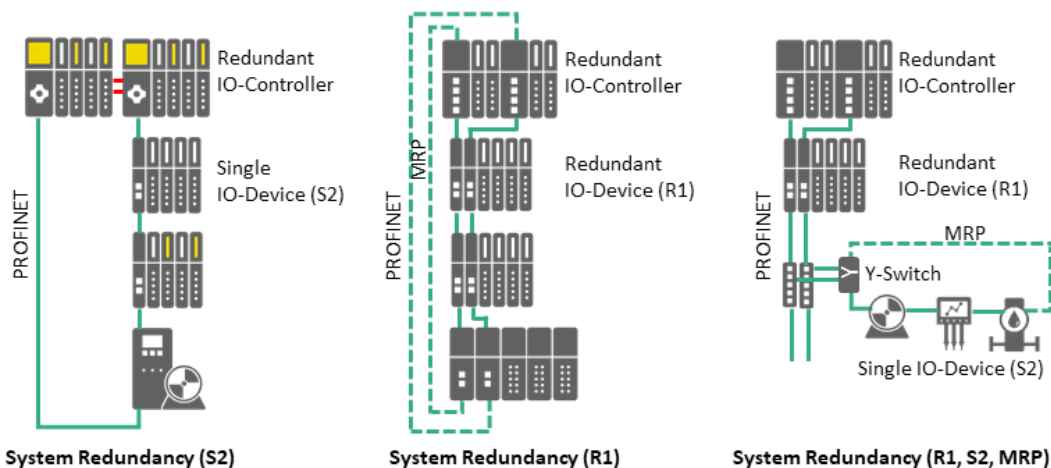 Redundant
IO-Controller
Single
IO-Device (S2)
PROFINET
System Redundancy (S2)
Redundant
IO-Controller
MRP
Redundant
IO-Device (R1)
PROFINET
System Redundancy (R1)
Redundant
IO-Controller
Redundant
IO-Device (R1)
PROFINET
MRP
Y-Switch
Single IO-Device (S2)
System Redundancy (R1, S2, MRP)